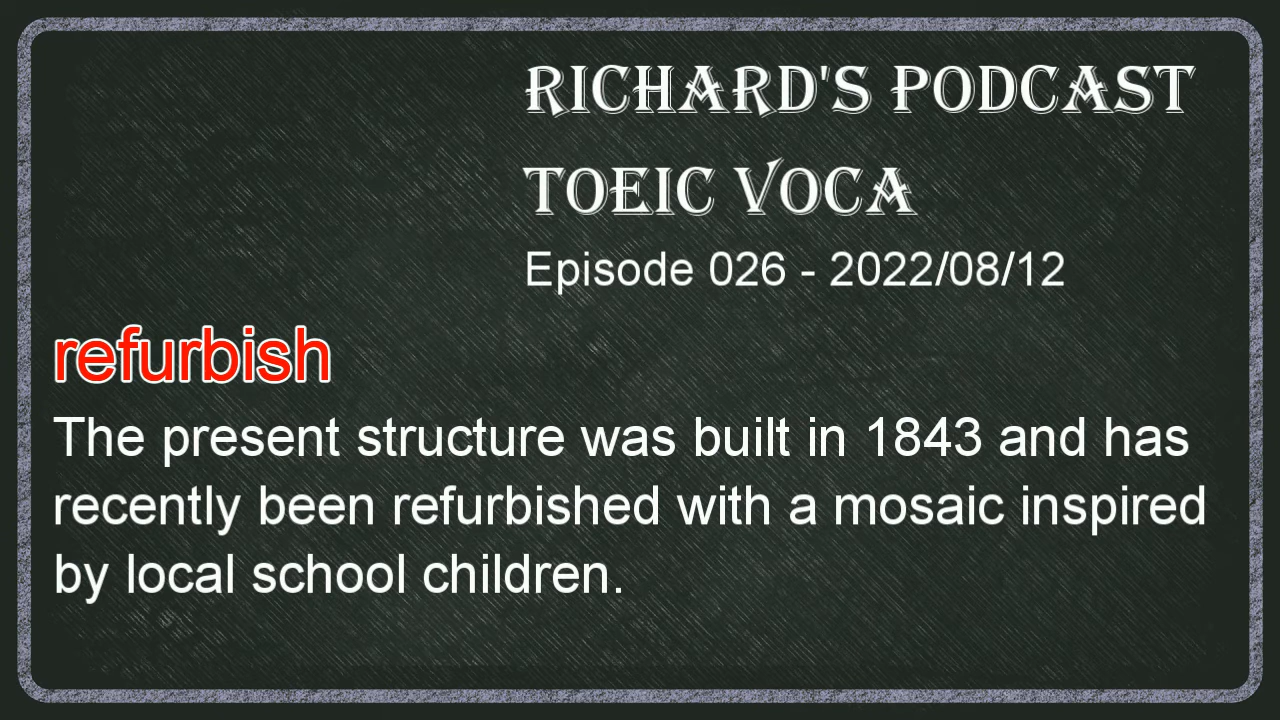 RICHARD'S PODCAST
TOEIC VOCA
Episode 026 - 2022/08/12
refurbish
The present structure was built in 1843 and has
recently been refurbished with a mosaic inspired
by local school children.